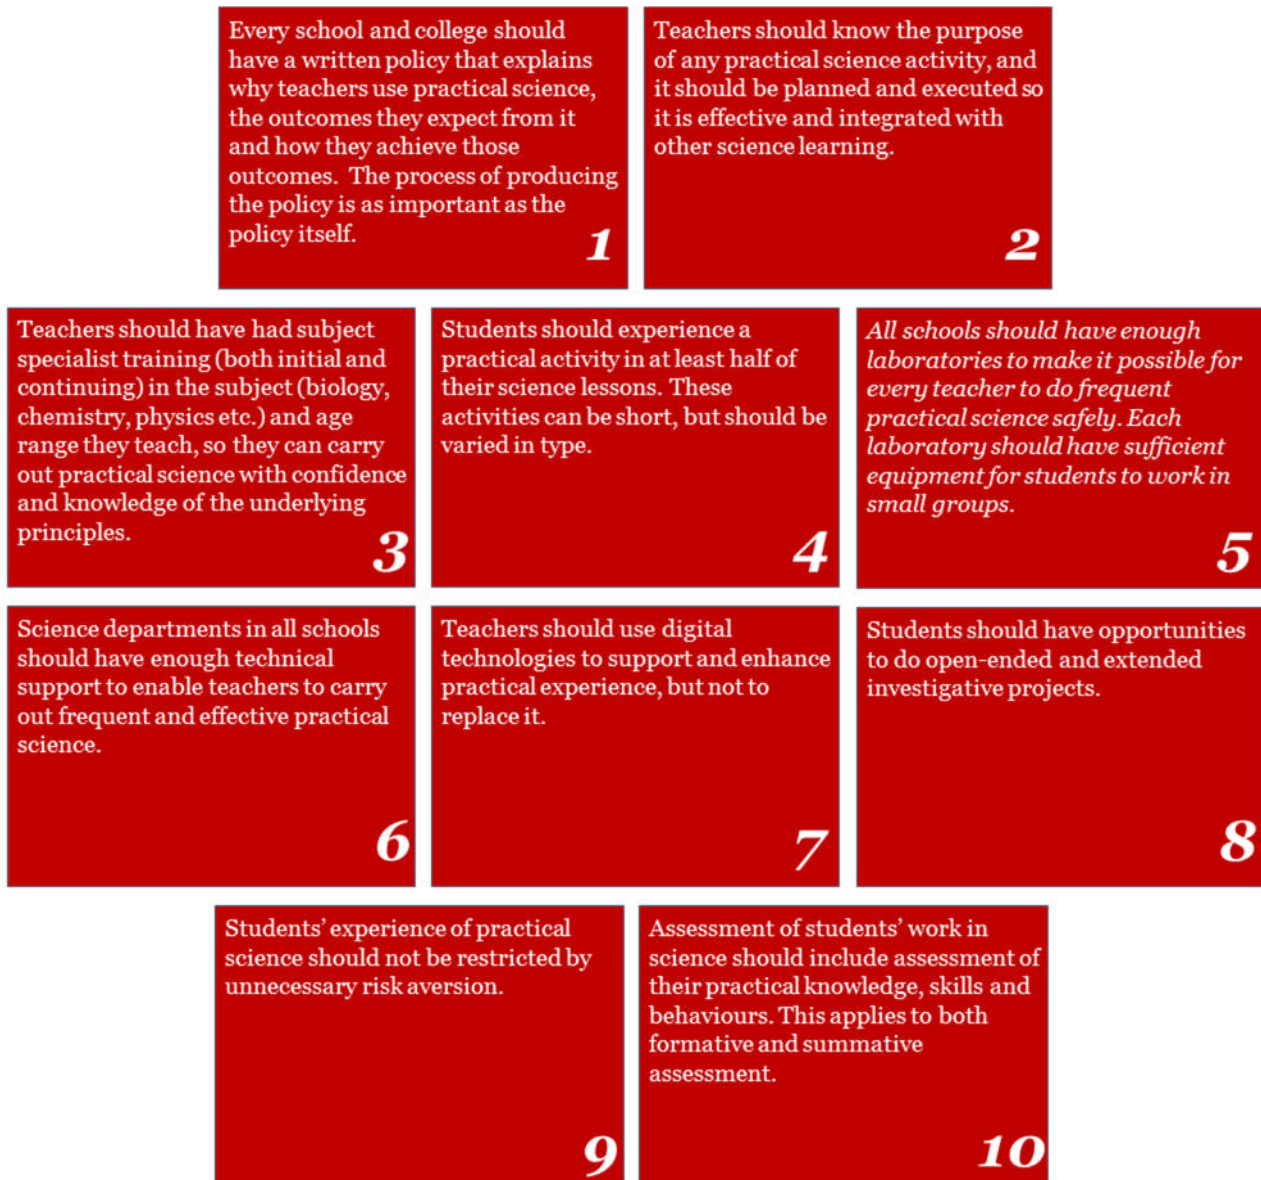 Every school and college should
have a written policy that explains
why teachers use practical science,
the outcomes they expect from it
and how they achieve those
outcomes.  The process of producing
the policy is as important as the
policy itself.
1
Teachers should know the purpose
of any practical science activity, and
it should be planned and executed so
it is effective and integrated with
other science learning.
2
Teachers should have had subject
specialist training (both initial and
continuing) in the subject (biology,
chemistry, physics etc.) and age
range they teach, so they can carry
out practical science with confidence
and knowledge of the underlying
principles.
3
Students should experience a
practical activity in at least half of
their science lessons. These
activities can be short, but should be
varied in type.
4
All schools should have enough
laboratories to make it possible for
every teacher to do frequent
practical science safely. Each
laboratory should have sufficient
equipment for students to work in
small groups.
5
Science departments in all schools
should have enough technical
support to enable teachers to carry
out frequent and effective practical
science.
6
Teachers should use digital
technologies to support and enhance
practical experience, but not to
replace it.
7
Students should have opportunities
to do open-ended and extended
investigative projects.
8
Students’ experience of practical
science should not be restricted by
unnecessary risk aversion.
9
Assessment of students’ work in
science should include assessment of
their practical knowledge, skills and
behaviours. This applies to both
formative and summative
assessment.
10